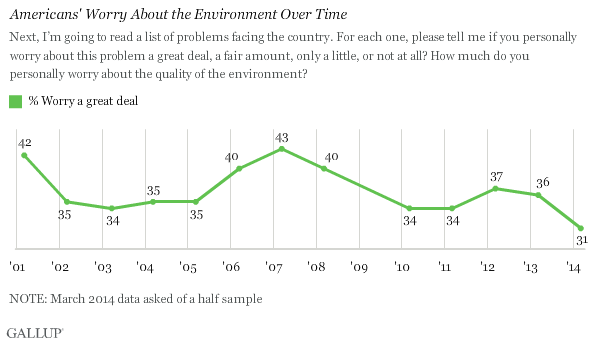 Americans' Worry About the Environment Over Time
Next, I'm going to read a list of problems facing the country. For each one, please tell me if you personally
worry about this problem a great deal, a fair amount, only a little, or not at all? How much do you
personally worry about the quality of the environment?
% Worry a great deal
42 35 34 35 35 40 43 40 34 34 37 36 31
'01 '02 '03 '04 '05 '06 '07 '08 '09 '10 '11 '12 '13 '14
NOTE: March 2014 data asked of a half sample
GALLUP®